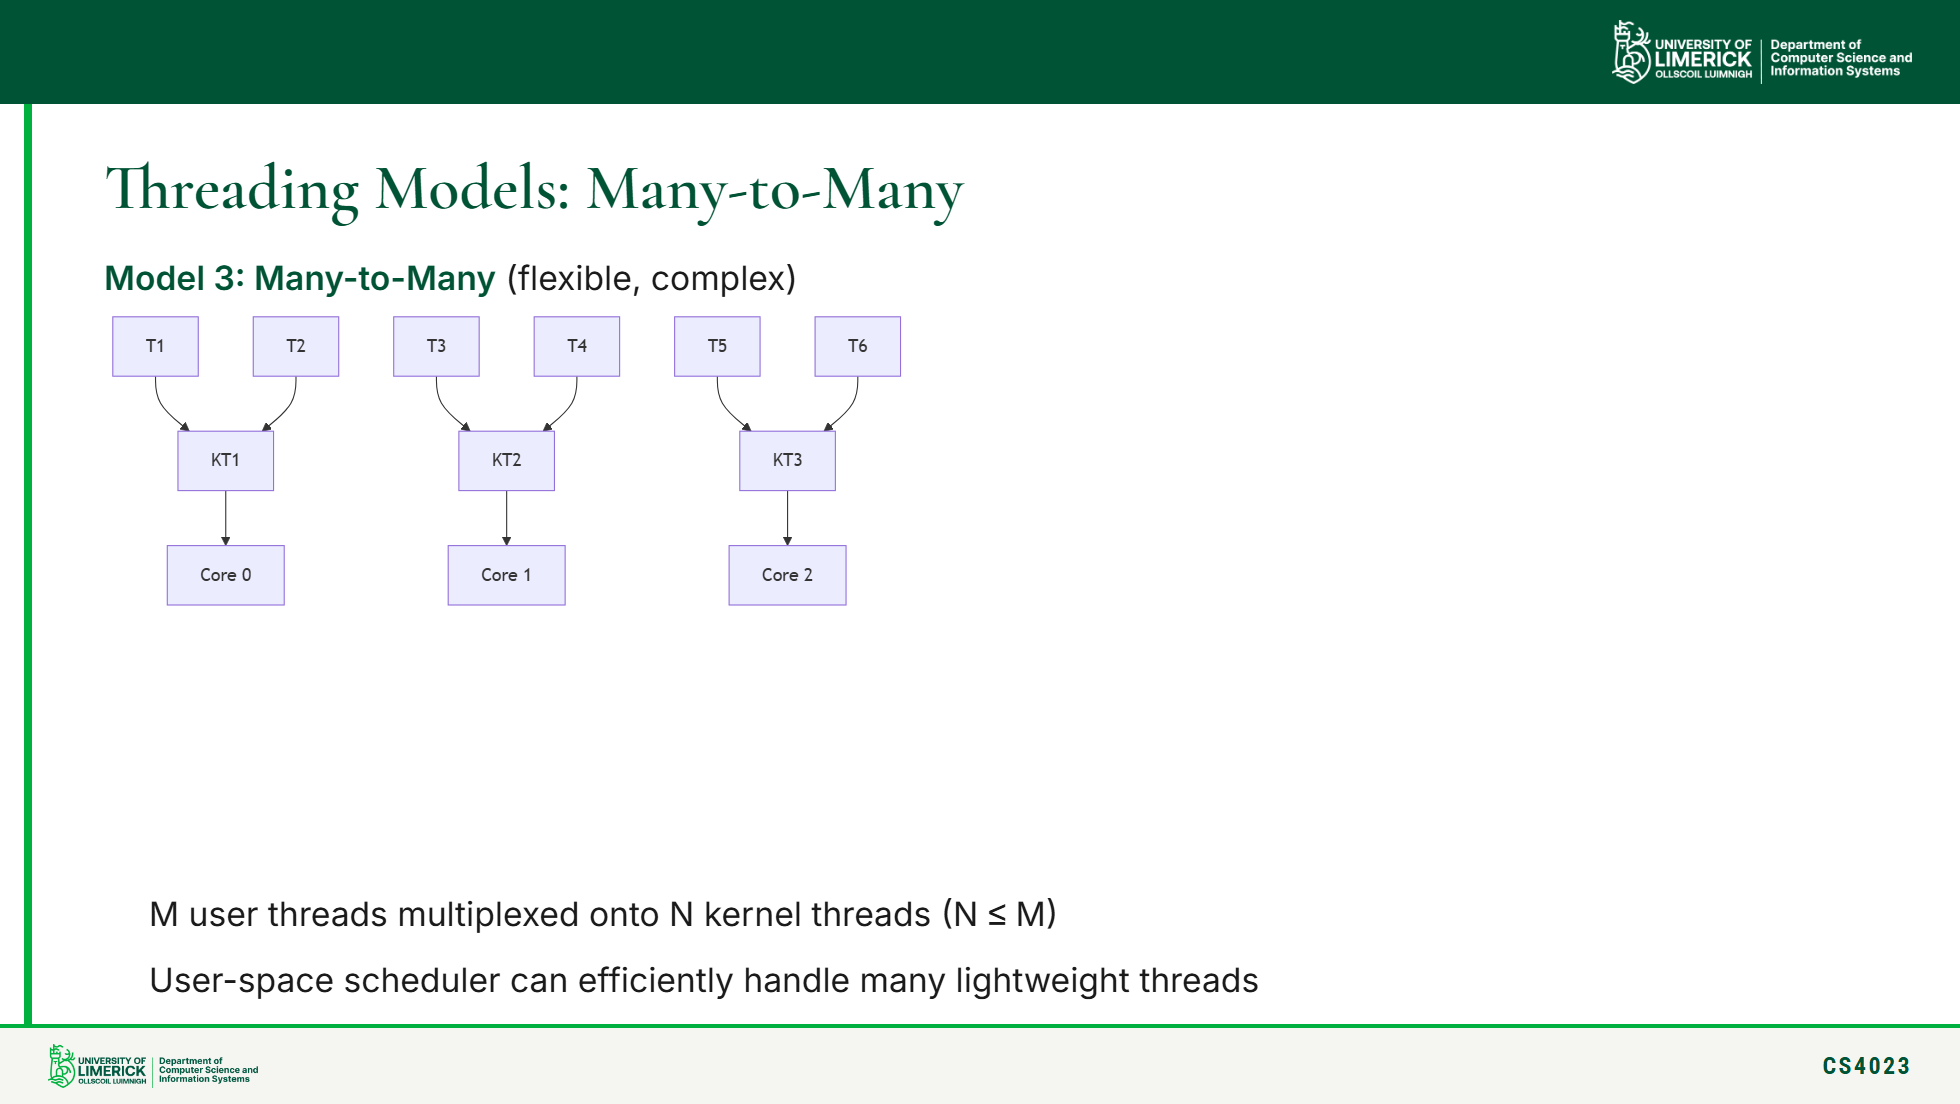 UNIVERSITY OF
LIMERICK
OLLSCOIL LUIMNIGH
Department of
Computer Science and
Information Systems
Threading Models: Many-to-Many
Model 3: Many-to-Many (flexible, complex)
T1 T2 T3 T4 T5 T6
KT1 KT2 KT3
Core 0 Core 1 Core 2
M user threads multiplexed onto N kernel threads (N ≤ M)
User-space scheduler can efficiently handle many lightweight threads
UNIVERSITY OF
LIMERICK
OLLSCOIL LUIMNIGH
Department of
Computer Science and
Information Systems
CS4023